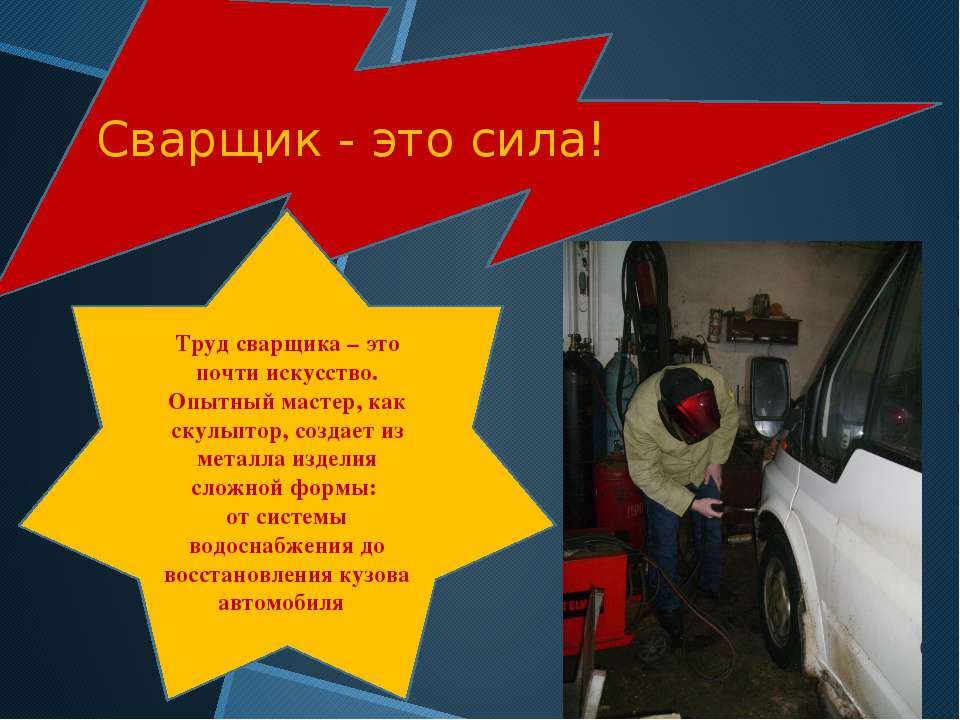 Сварщик - это сила!
Труд сварщика – это
почти искусство.
Опытный мастер, как
скульптор, создает из
металла изделия
сложной формы:
от системы
водоснабжения до
восстановления кузова
автомобиля